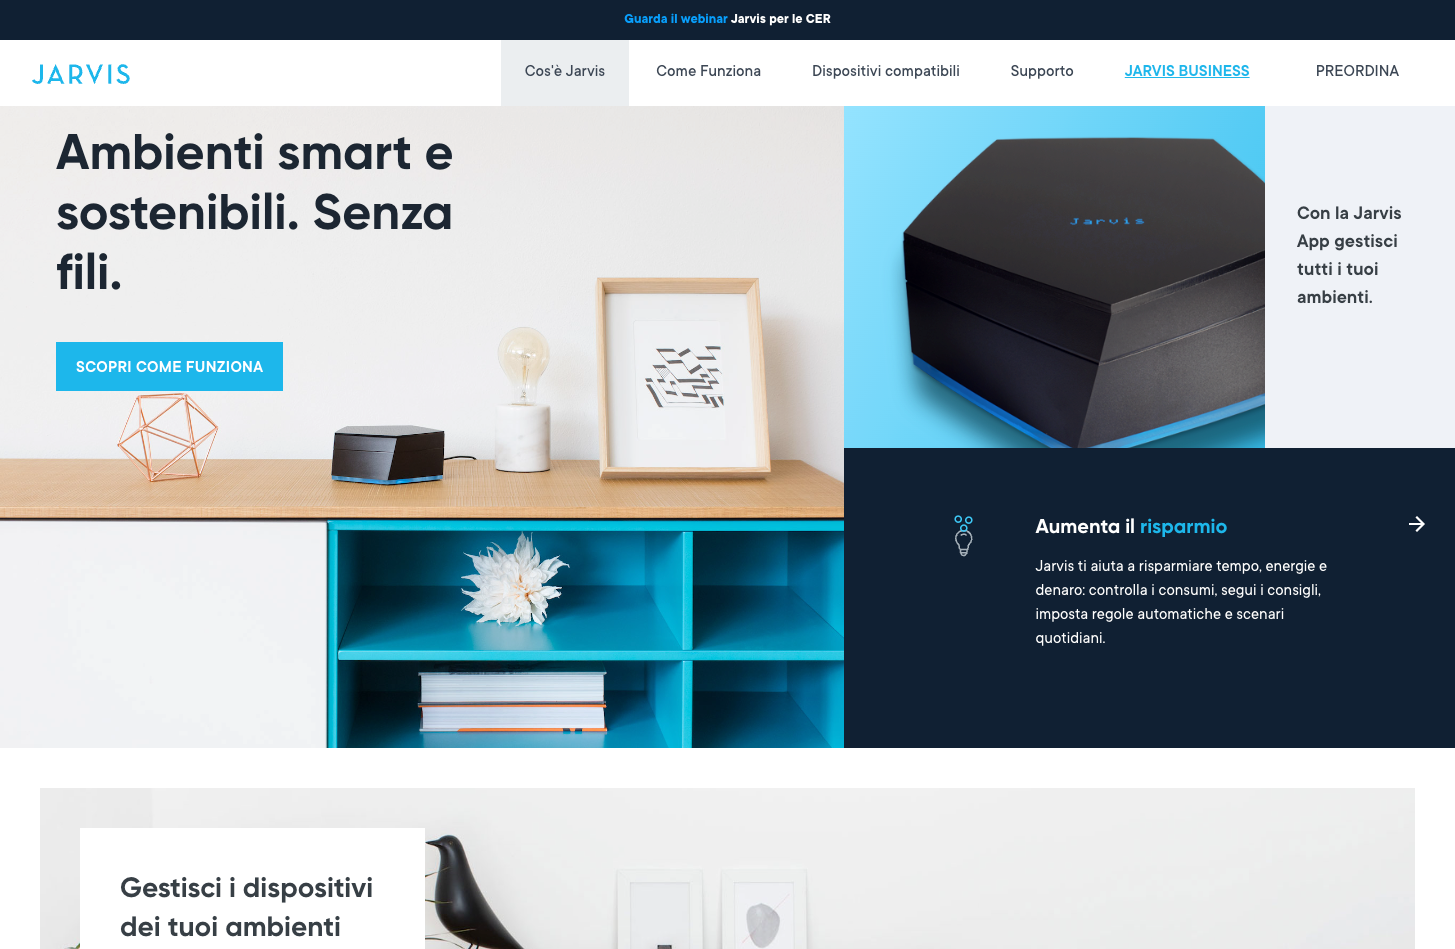 Guarda il webinar Jarvis per le CER
JARVIS
Cos'è Jarvis
Come Funziona
Dispositivi compatibili
Supporto
JARVIS BUSINESS
PREORDINA
Ambienti smart e
sostenibili. Senza
fili.
SCOPRI COME FUNZIONA
Jarvis
Con la Jarvis
App gestisci
tutti i tuoi
ambienti.
Aumenta il risparmio
Jarvis ti aiuta a risparmiare tempo, energie e
denaro: controlla i consumi, segui i consigli,
imposta regole automatiche e scenari
quotidiani.
Gestisci i dispositivi
dei tuoi ambienti